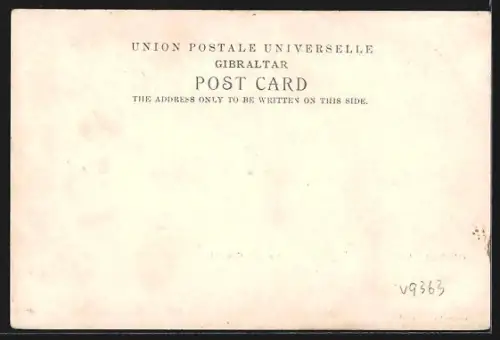 UNION POSTALE UNIVERSELLE
GIBRALTAR
POST CARD
THE ADDRESS ONLY TO BE WRITTEN ON THIS SIDE.
v9363